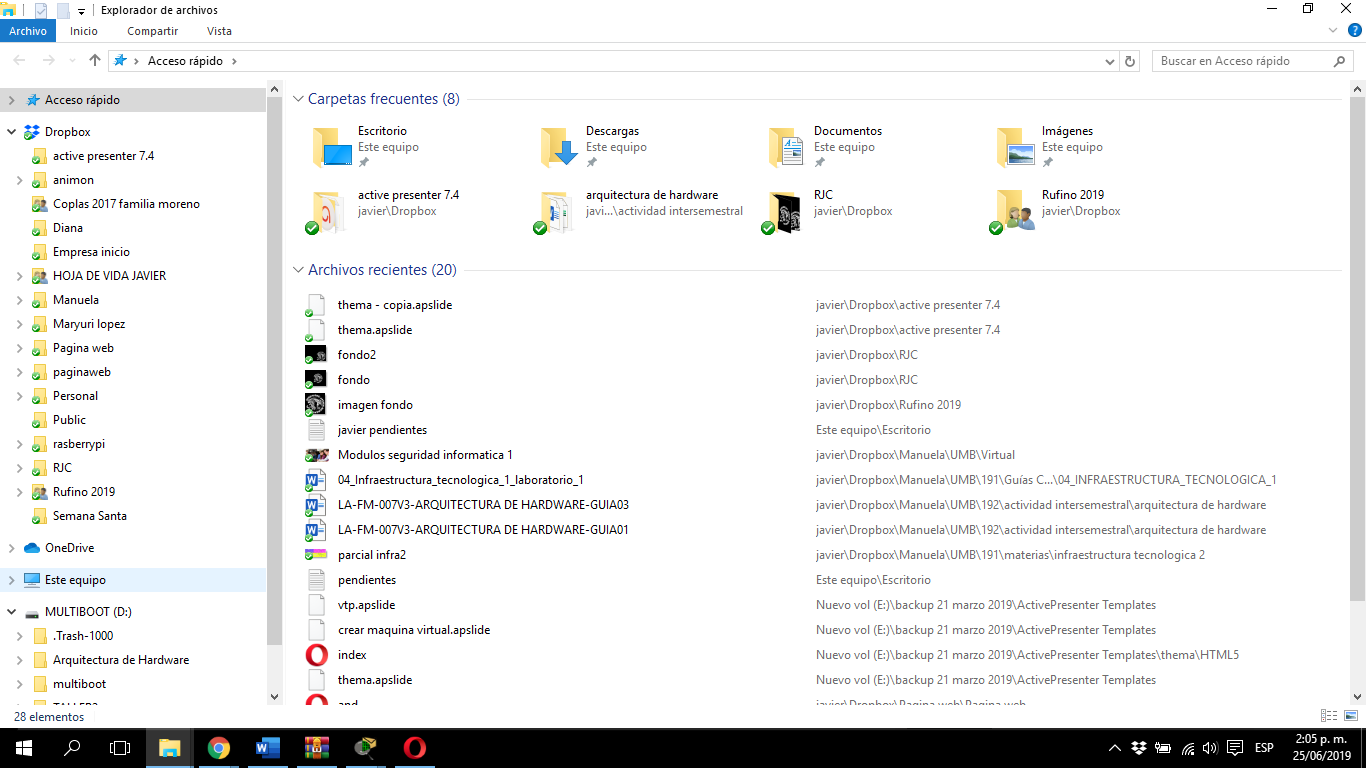 Explorador de archivos
Archivo Inicio Compartir Vista
Acceso rápido
Buscar en Acceso rápido
Acceso rápido
Dropbox
active presenter 7.4
animon
Coplas 2017 familia moreno
Diana
Empresa inicio
HOJA DE VIDA JAVIER
Manuela
Maryuri lopez
Pagina web
paginaweb
Personal
Public
rasberrypi
RJC
Rufino 2019
Semana Santa
OneDrive
Este equipo
MULTIBOOT (D:)
.Trash-1000
Arquitectura de Hardware
multiboot
Carpetas frecuentes (8)
Escritorio
Este equipo
Descargas
Este equipo
Documentos
Este equipo
Imágenes
Este equipo
active presenter 7.4
javier\Dropbox
arquitectura de hardware
javi...\actividad intersemestral
RJC
javier\Dropbox
Rufino 2019
javier\Dropbox
Archivos recientes (20)
thema - copia.apslide javier\Dropbox\active presenter 7.4
thema.apslide javier\Dropbox\active presenter 7.4
fondo2 javier\Dropbox\RJC
fondo javier\Dropbox\RJC
imagen fondo javier\Dropbox\Rufino 2019
javier pendientes Este equipo\Escritorio
Modulos seguridad informatica 1 javier\Dropbox\Manuela\UMB\Virtual
04_Infraestructura_tecnologica_1_laboratorio_1 javier\Dropbox\Manuela\UMB\191\Guías C...\04_INFRAESTRUCTURA_TECNOLOGICA_1
LA-FM-007V3-ARQUITECTURA DE HARDWARE-GUIA03 javier\Dropbox\Manuela\UMB\192\actividad intersemestral\arquitectura de hardware
LA-FM-007V3-ARQUITECTURA DE HARDWARE-GUIA01 javier\Dropbox\Manuela\UMB\192\actividad intersemestral\arquitectura de hardware
parcial infra2 javier\Dropbox\Manuela\UMB\191\materias\infraestructura tecnologica 2
pendientes Este equipo\Escritorio
vtp.apslide Nuevo vol (E:)\backup 21 marzo 2019\ActivePresenter Templates
crear maquina virtual.apslide Nuevo vol (E:)\backup 21 marzo 2019\ActivePresenter Templates
index Nuevo vol (E:)\backup 21 marzo 2019\ActivePresenter Templates\thema\HTML5
thema.apslide Nuevo vol (E:)\backup 21 marzo 2019\ActivePresenter Templates
javier\Dropbox\Pagina web\Pagina web
28 elementos
ESP
2:05 p. m.
25/06/2019